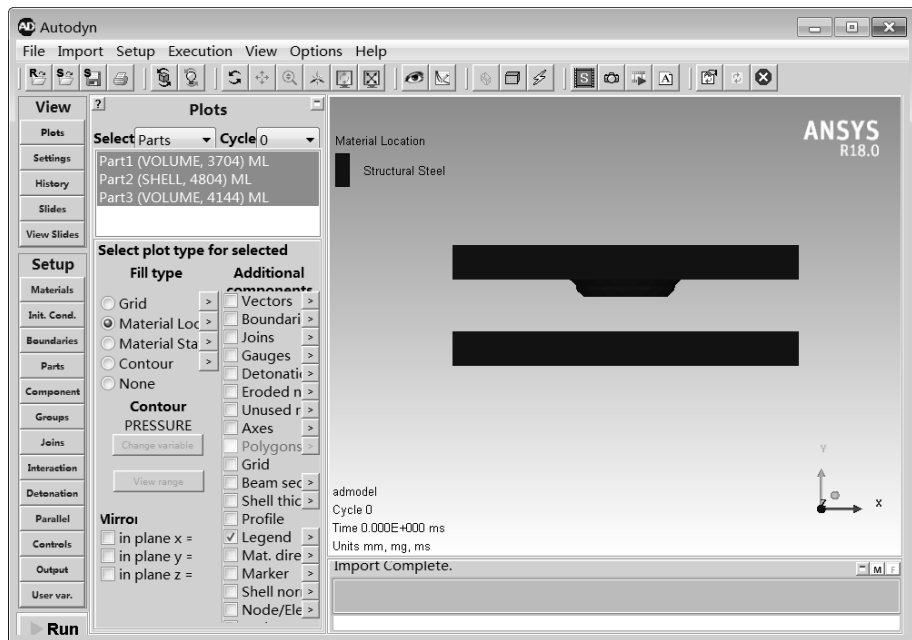 Autodyn
File Import Setup Execution View Options Help
View
Plots
Settings
History
Slides
View Slides
Setup
Materials
Init. Cond.
Boundaries
Parts
Component
Groups
Joins
Interaction
Detonation
Parallel
Controls
Output
User var.
Run
? Plots
Select Parts Cycle 0
Part1 (VOLUME, 3704) ML
Part2 (SHELL, 4804) ML
Part3 (VOLUME, 4144) ML
Select plot type for selected
Fill type
Grid >
Material Loc >
Material Sta >
Contour >
None
Contour
PRESSURE
Change variable
View range
Mirror
in plane x =
in plane y =
in plane z =
Additional
components
Vectors >
Boundari >
Joins >
Gauges >
Detonatic >
Eroded n >
Unused r >
Axes >
Polygons >
Grid
Beam sec >
Shell thic >
Profile
Legend >
Mat. dire >
Marker >
Shell nor >
Node/Ele >
Material Location
Structural Steel
ANSYS
R18.0
admodel
Cycle 0
Time 0.000E+000 ms
Units mm, mg, ms
Y
Z
X
Import Complete.
M F